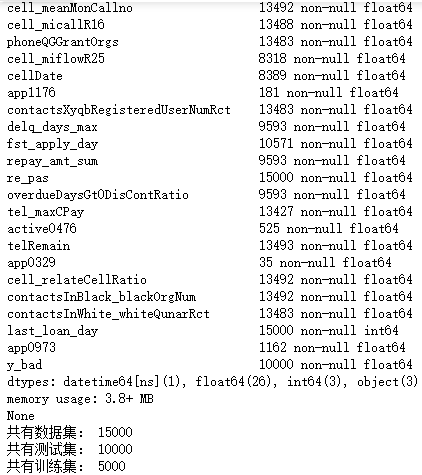 cell_meanMonCallno 13492 non-null float64
cell_micallR16 13488 non-null float64
phoneQGGrantOrgs 13483 non-null float64
cell_miflowR25 8318 non-null float64
cellDate 8389 non-null float64
app1176 181 non-null float64
contactsXyqbRegisteredUserNumRct 13483 non-null float64
delq_days_max 9593 non-null float64
fst_apply_day 10571 non-null float64
repay_amt_sum 9593 non-null float64
re_pas 15000 non-null float64
overdueDaysGt0DisContRatio 9593 non-null float64
tel_maxCPay 13427 non-null float64
active0476 525 non-null float64
telRemain 13493 non-null float64
app0329 35 non-null float64
cell_relateCellRatio 13492 non-null float64
contactsInBlack_blackOrgNum 13492 non-null float64
contactsInWhite_whiteQunarRct 13483 non-null float64
last_loan_day 15000 non-null int64
app0973 1162 non-null float64
y_bad 10000 non-null float64
dtypes: datetime64[ns](1), float64(26), int64(3), object(3)
memory usage: 3.8+ MB
None
共有数据集： 15000
共有测试集： 10000
共有训练集： 5000